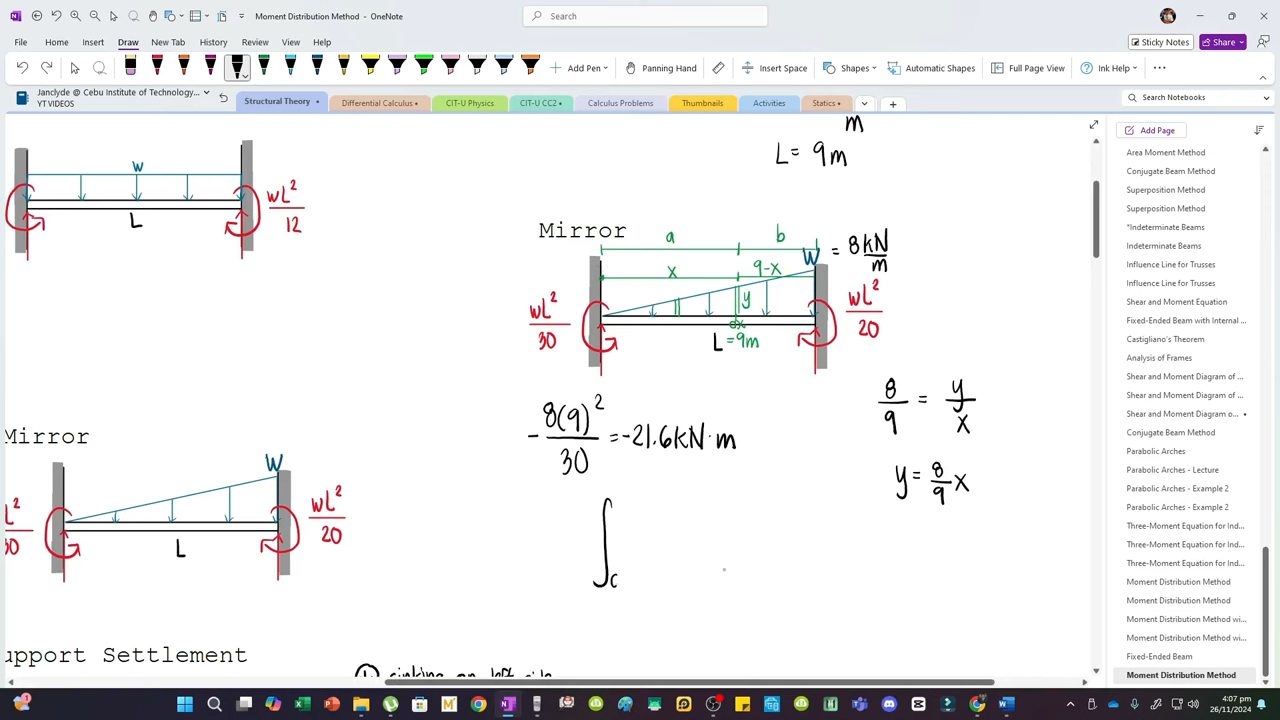 Moment Distribution Method - OneNote
Search
File Home Insert Draw New Tab History Review View Help
Sticky Notes
Share
Add Pen
Panning Hand
Insert Space
Shapes
Automatic Shapes
Full Page View
Ink Help
Janclyde @ Cebu Institute of Technology...
YT VIDEOS
Structural Theory
Differential Calculus
CIT-U Physics
CIT-U CC2
Calculus Problems
Thumbnails
Activities
Statics
Search Notebooks
Add Page
Area Moment Method
Conjugate Beam Method
Superposition Method
Superposition Method
*Indeterminate Beams
Indeterminate Beams
Influence Line for Trusses
Influence Line for Trusses
Shear and Moment Equation
Fixed-Ended Beam with Internal ...
Castigliano's Theorem
Analysis of Frames
Shear and Moment Diagram of ...
Shear and Moment Diagram of ...
Shear and Moment Diagram o...
Conjugate Beam Method
Parabolic Arches
Parabolic Arches - Lecture
Parabolic Arches - Example 2
Parabolic Arches - Example 2
Three-Moment Equation for Ind...
Three-Moment Equation for Ind...
Three-Moment Equation for Ind...
Moment Distribution Method
Moment Distribution Method
Moment Distribution Method wi...
Moment Distribution Method wi...
Fixed-Ended Beam
Moment Distribution Method
m
L= 9m
w
L
wL²
12
Mirror
a
b
x
9-x
W = 8kN
m
y
dx
L =9m
wL²
30
wL²
20
8/9 = y/x
y = 8/9 x
- 8(9)²/30 = -21.6kN·m
∫
Mirror
W
L
L²
30
wL²
20
upport Settlement
4:07 pm
26/11/2024